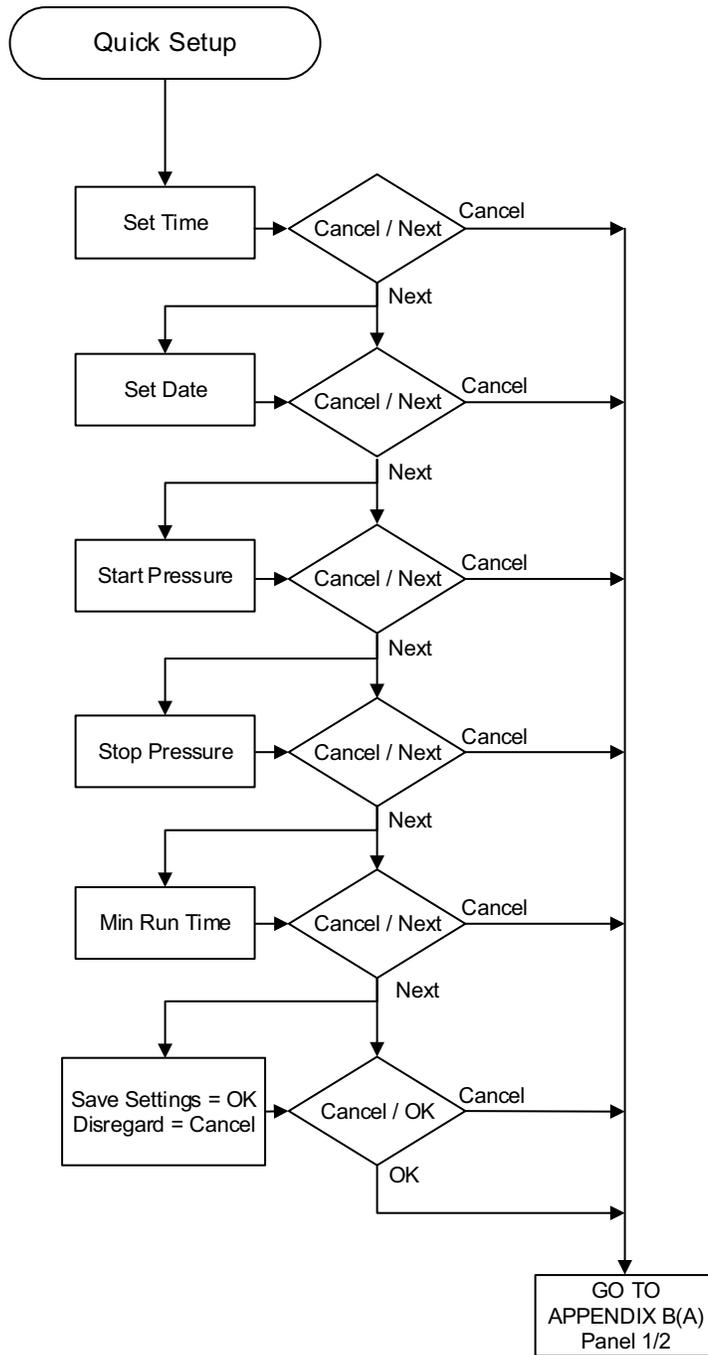 Quick Setup
Set Time
Cancel / Next
Cancel
Next
Set Date
Cancel / Next
Cancel
Next
Start Pressure
Cancel / Next
Cancel
Next
Stop Pressure
Cancel / Next
Cancel
Next
Min Run Time
Cancel / Next
Cancel
Next
Save Settings = OK
Disregard = Cancel
Cancel / OK
Cancel
OK
GO TO
APPENDIX B(A)
Panel 1/2